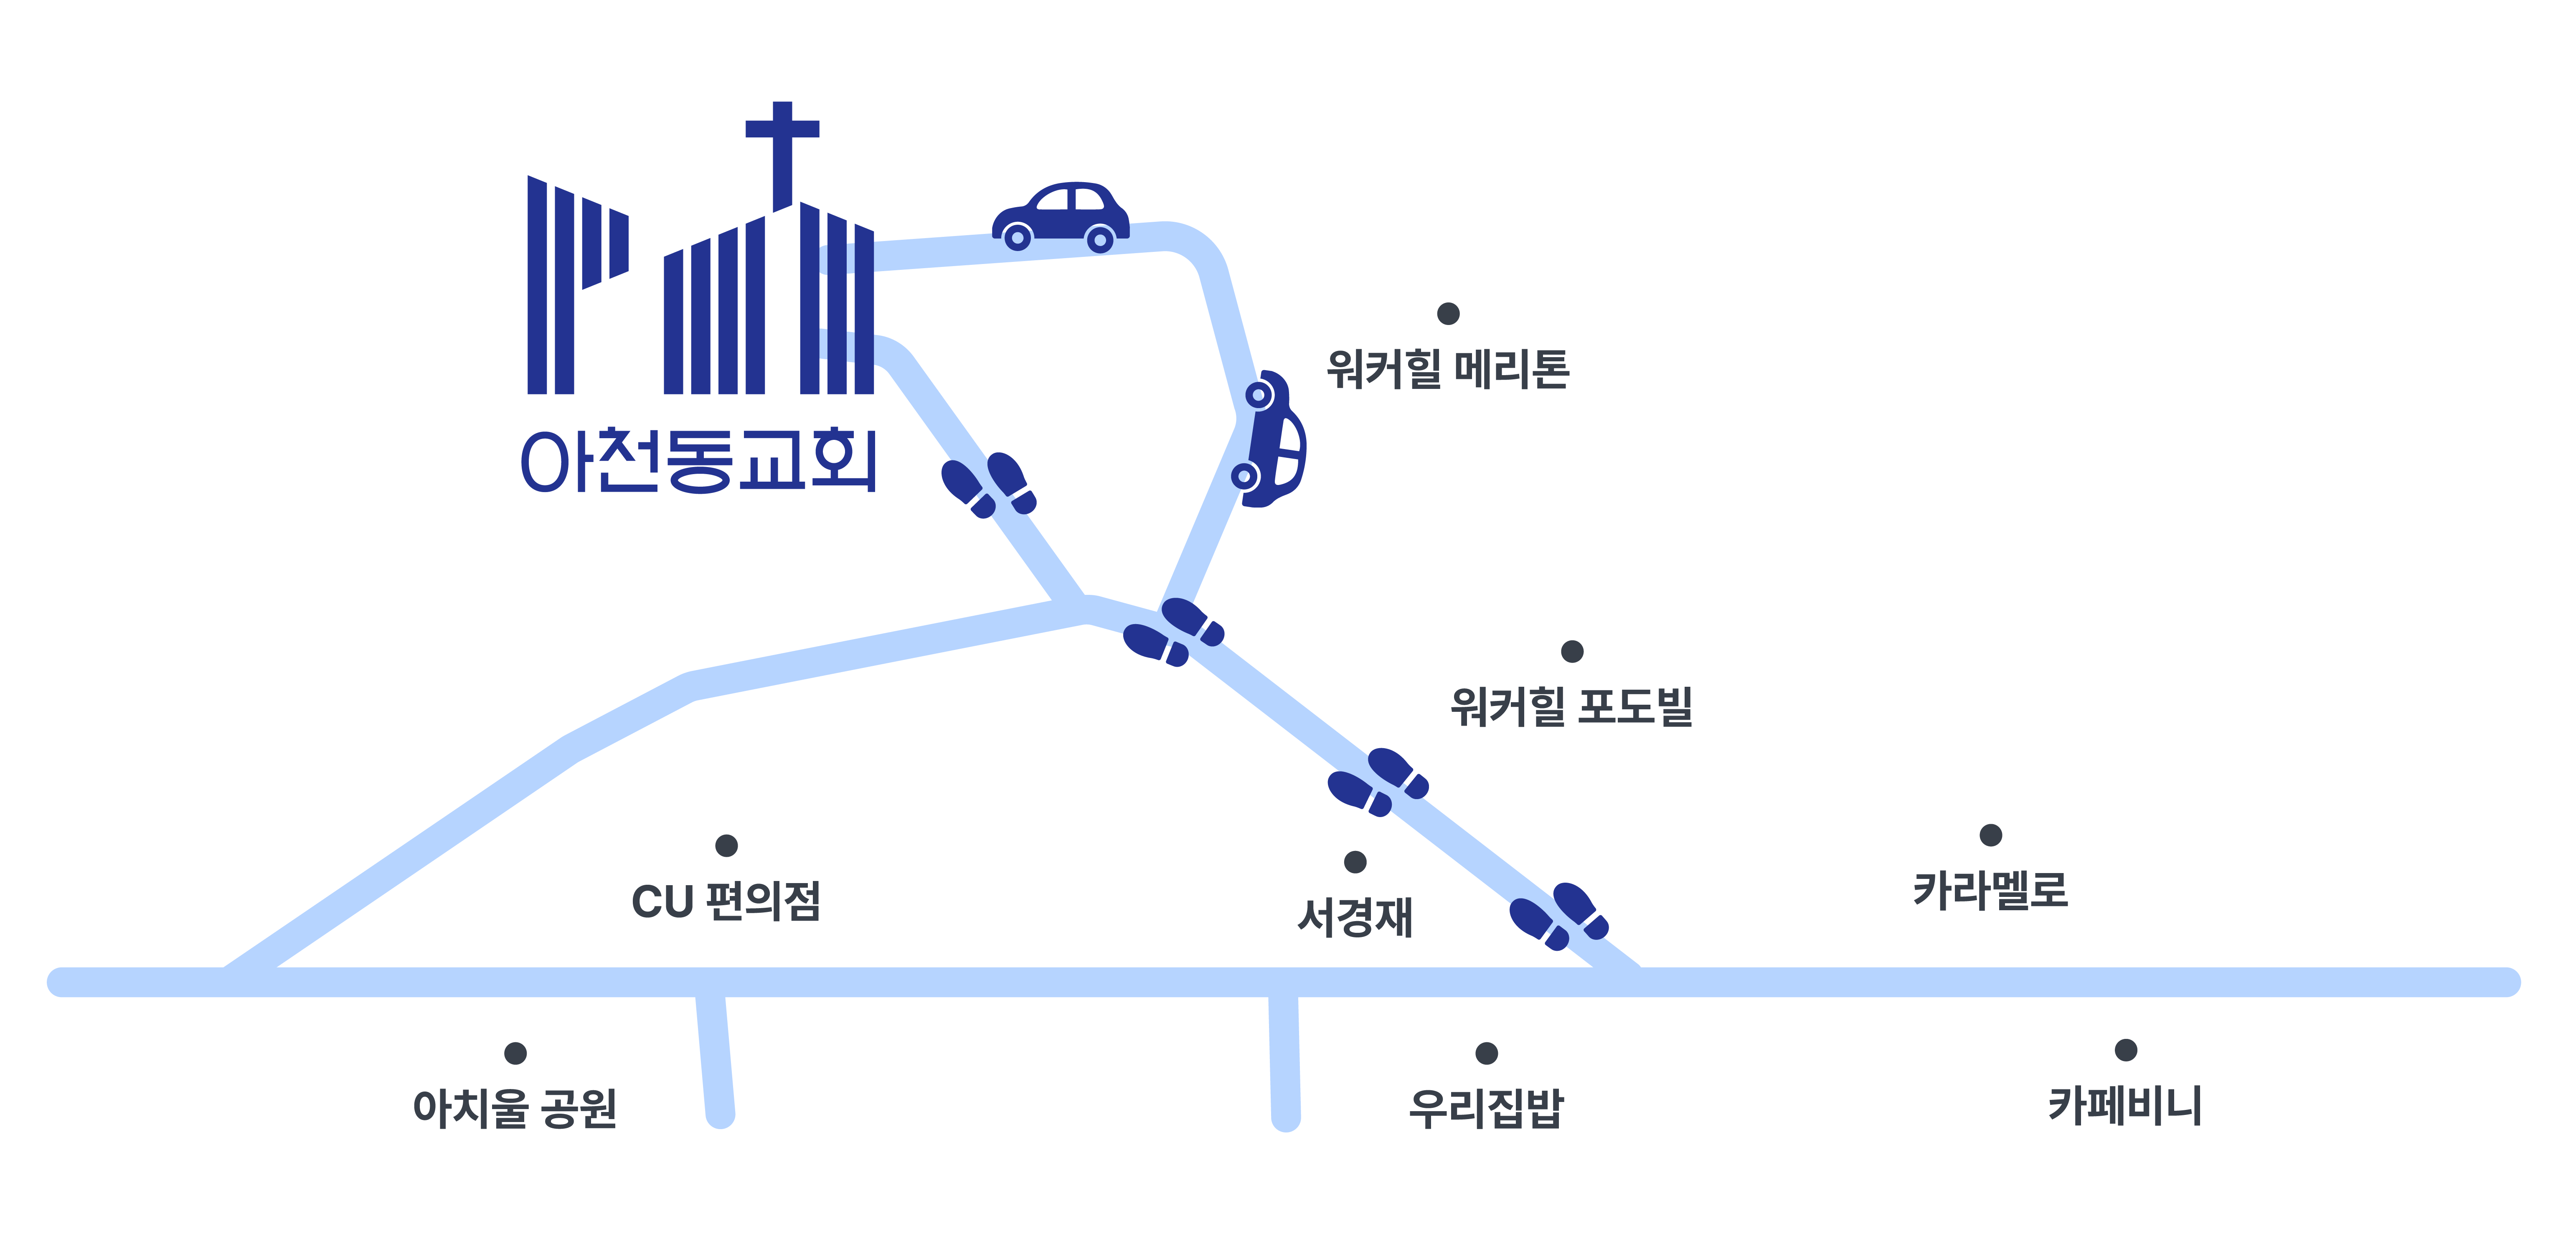 워커힐 메리톤
아천동교회
워커힐 포도빌
카라멜로
CU 편의점
서경재
아치울 공원
우리집밥
카페비니